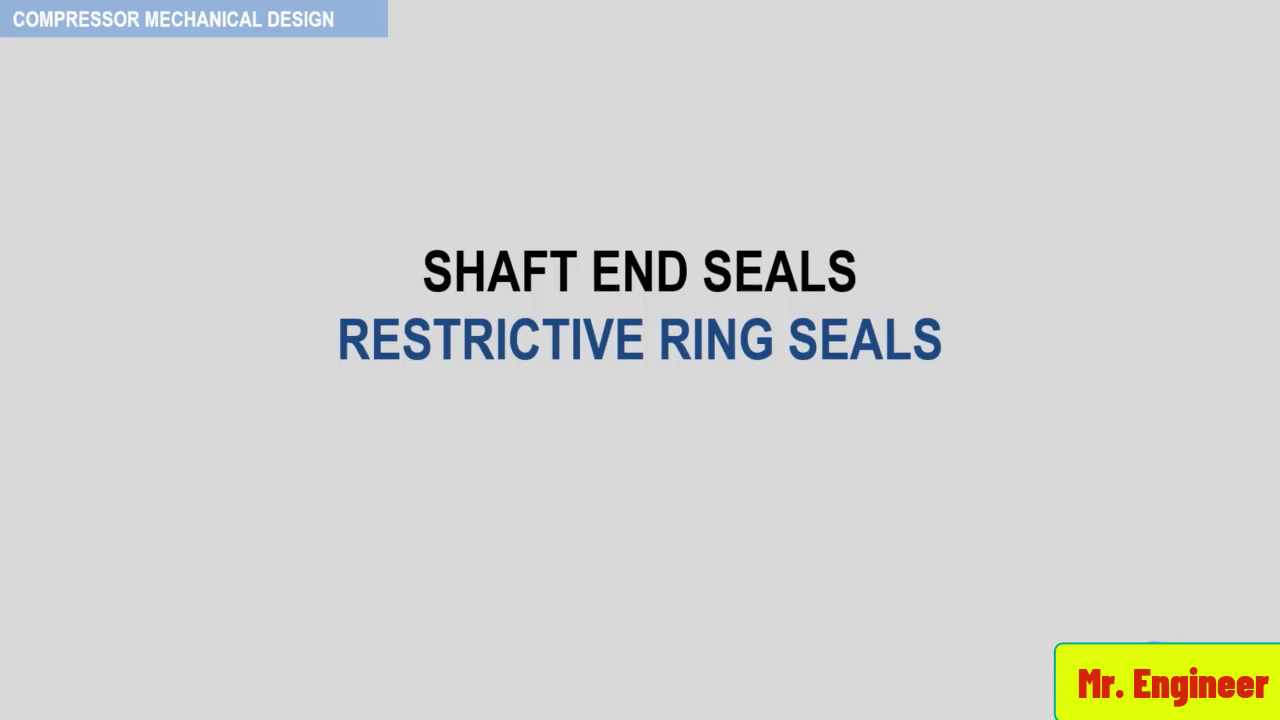 COMPRESSOR MECHANICAL DESIGN
SHAFT END SEALS
RESTRICTIVE RING SEALS
Mr. Engineer